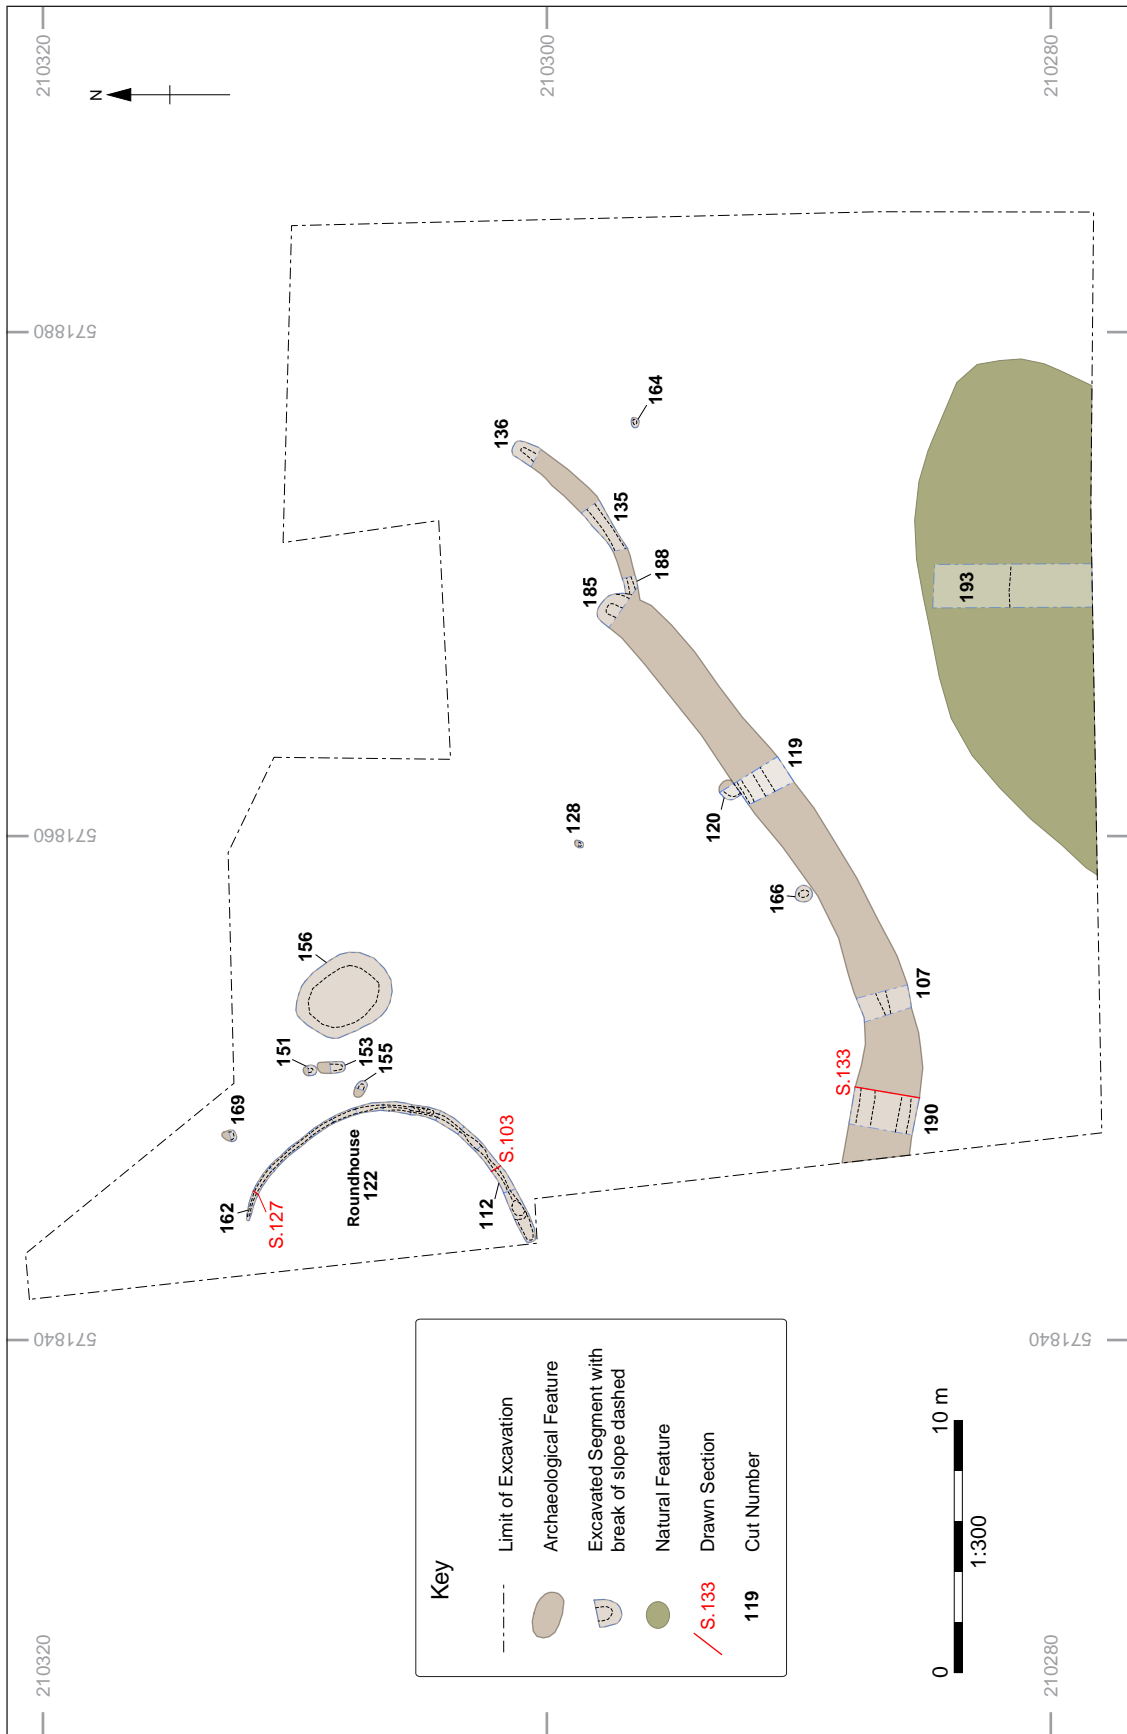 210320
210300
210280
N
571880
571860
571840
571840
210320
210280
136
164
135
188
185
193
119
120
128
166
156
151
153
155
169
107
S.133
190
S.103
112
162
S.127
Roundhouse
122
Key
Limit of Excavation
Archaeological Feature
Excavated Segment with
break of slope dashed
Natural Feature
S.133
Drawn Section
119
Cut Number
0
10 m
1:300